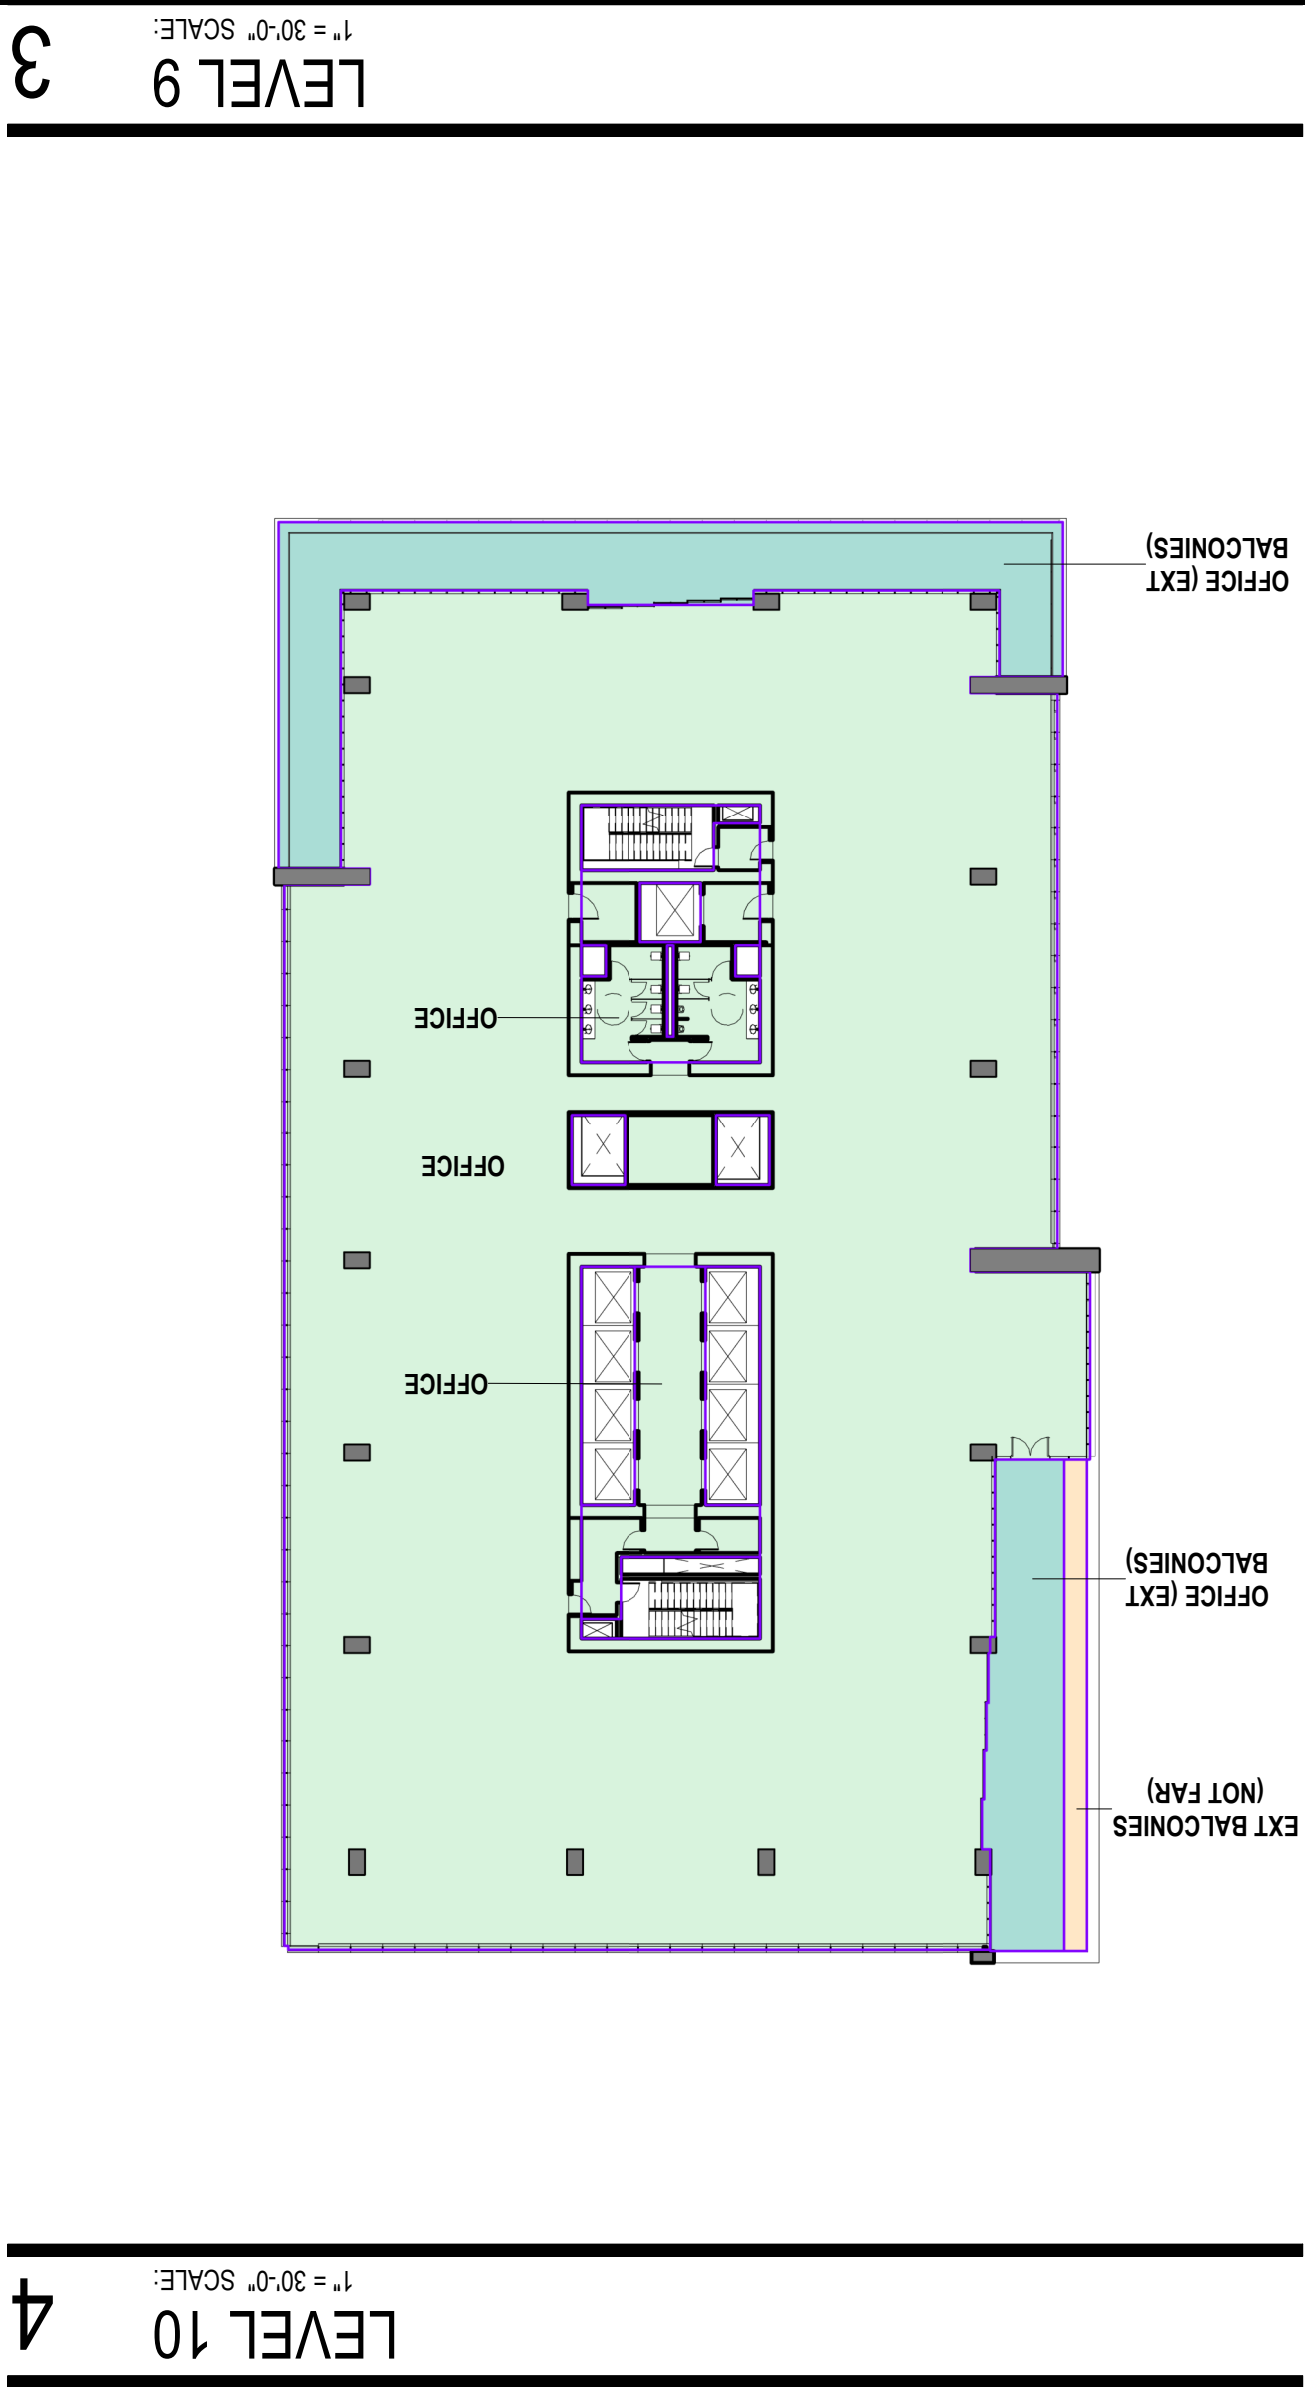 LEVEL 10
4
1" = 30'-0" SCALE:
EXT BALCONIES
(NOT FAR)
OFFICE (EXT
BALCONIES)
OFFICE
OFFICE
OFFICE
OFFICE (EXT
BALCONIES)
LEVEL 9
3
1" = 30'-0" SCALE: